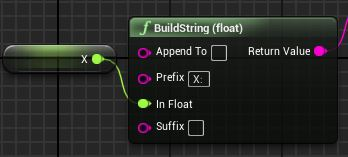 BuildString (float)
X
Append To
Return Value
Prefix X:
In Float
Suffix